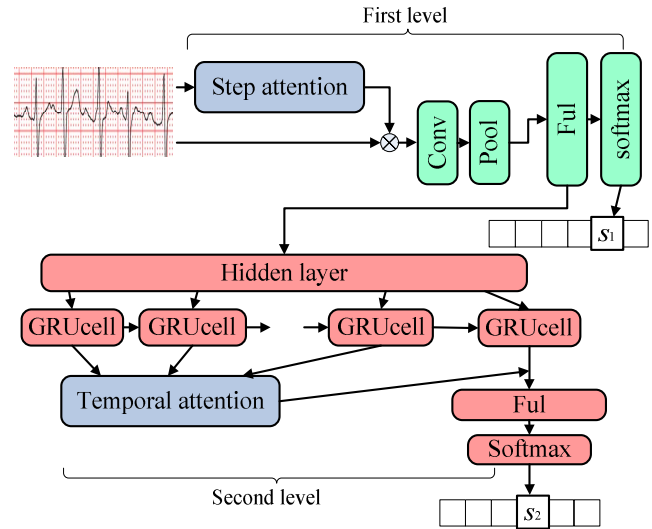 First level
Step attention
Conv
Pool
Ful
softmax
s1
Hidden layer
GRUcell
GRUcell
GRUcell
GRUcell
Temporal attention
Ful
Softmax
Second level
s2